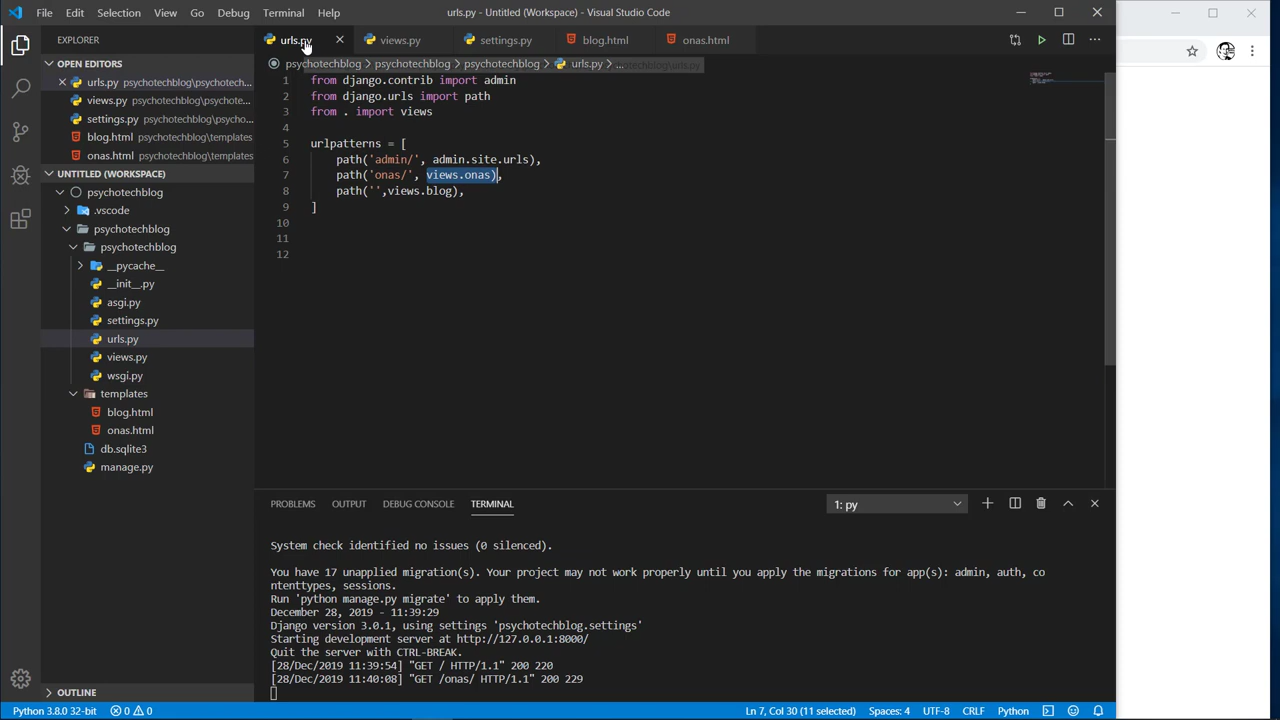 File Edit Selection View Go Debug Terminal Help
urls.py - Untitled (Workspace) - Visual Studio Code
EXPLORER
urls.py
views.py
settings.py
blog.html
onas.html
psychotechblog > psychotechblog > psychotechblog > urls.py > ...
OPEN EDITORS
urls.py psychotechblog\psychote...
views.py psychotechblog\psychote...
settings.py psychotechblog\psycho...
blog.html psychotechblog\templates
onas.html psychotechblog\templates
UNTITLED (WORKSPACE)
psychotechblog
.vscode
psychotechblog
psychotechblog
__pycache__
__init__.py
asgi.py
settings.py
urls.py
views.py
wsgi.py
templates
blog.html
onas.html
db.sqlite3
manage.py
OUTLINE
1 from django.contrib import admin
2 from django.urls import path
3 from . import views
4
5 urlpatterns = [
6 path('admin/', admin.site.urls),
7 path('onas/', views.onas),
8 path('',views.blog),
9 ]
10
11
12
PROBLEMS OUTPUT DEBUG CONSOLE TERMINAL
1: py
System check identified no issues (0 silenced).
You have 17 unapplied migration(s). Your project may not work properly until you apply the migrations for app(s): admin, auth, co
ntenttypes, sessions.
Run 'python manage.py migrate' to apply them.
December 28, 2019 - 11:39:29
Django version 3.0.1, using settings 'psychotechblog.settings'
Starting development server at http://127.0.0.1:8000/
Quit the server with CTRL-BREAK.
[28/Dec/2019 11:39:54] "GET / HTTP/1.1" 200 220
[28/Dec/2019 11:40:08] "GET /onas/ HTTP/1.1" 200 229
Python 3.8.0 32-bit
0 0
Ln 7, Col 30 (11 selected)
Spaces: 4
UTF-8
CRLF
Python